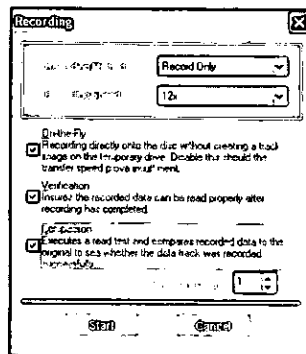 Recording
Record Only
12x
On-the-Fly
Recording directly onto the disc without creating a track
image on the temporary drive. Disable this should the
transfer speed prove insufficient.
Verification
Insures the recorded data can be read properly after
recording has completed.
Comparison
Executes a read test and compares recorded data to the
original to see whether the data track was recorded
successfully.
1
Start
Cancel